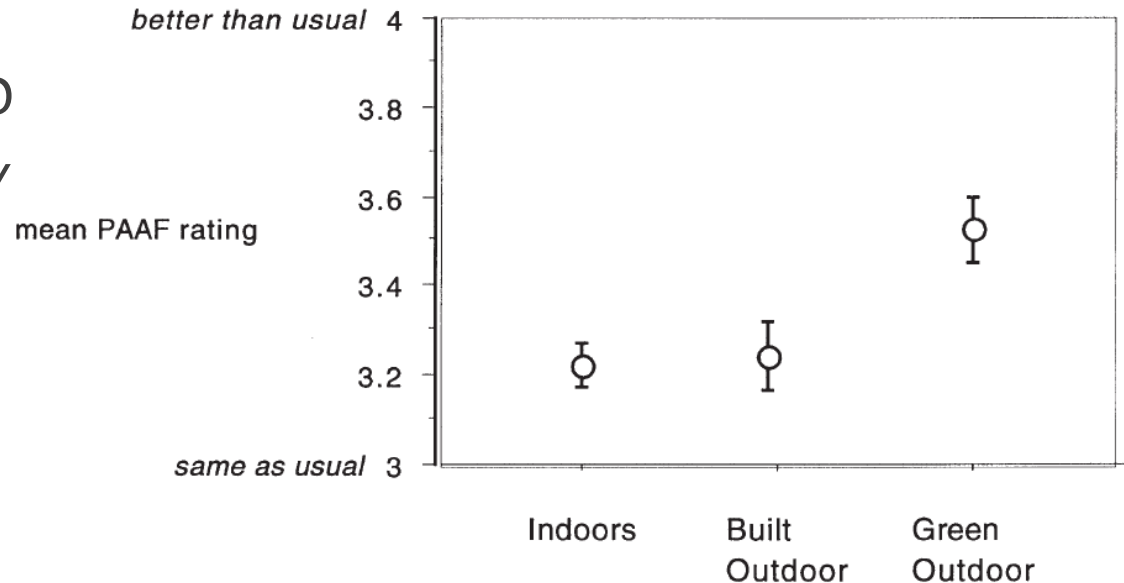 better than usual 4
3.8
3.6
mean PAAF rating
3.4
3.2
same as usual 3
Indoors Built Green
Outdoor Outdoor